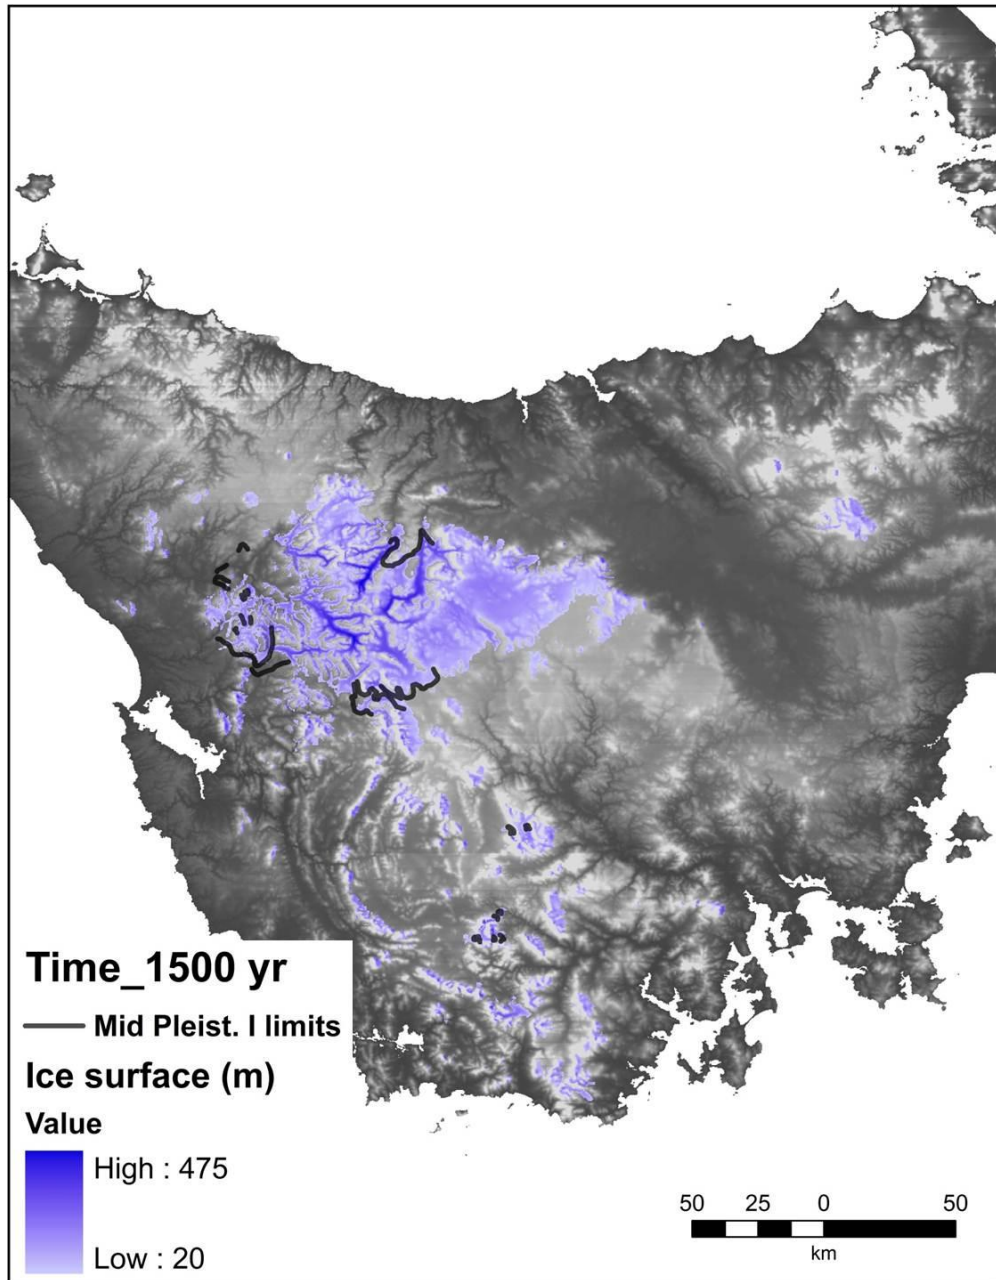 Time_1500 yr
Mid Pleist. I limits
Ice surface (m)
Value
High : 475
Low : 20
50 25 0 50
km